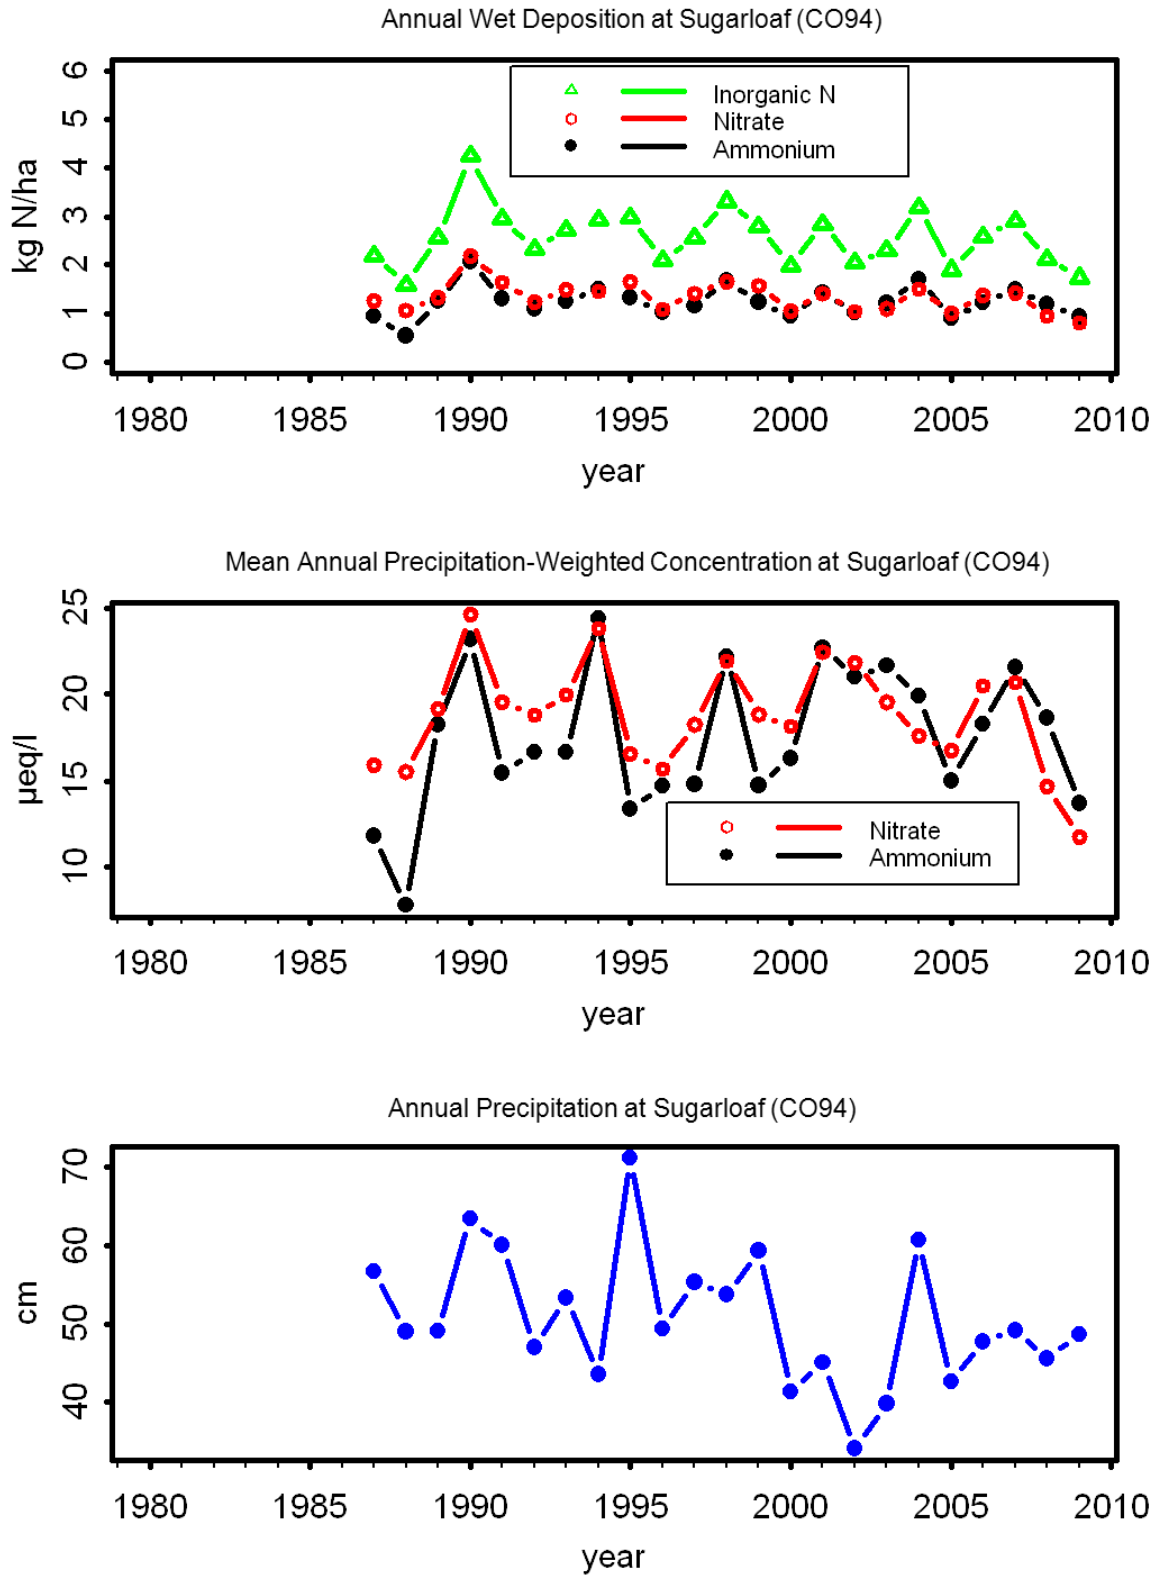 Annual Wet Deposition at Sugarloaf (CO94)
6
5
4
3
2
1
0
kg N/ha
Inorganic N
Nitrate
Ammonium
1980 1985 1990 1995 2000 2005 2010
year
Mean Annual Precipitation-Weighted Concentration at Sugarloaf (CO94)
25
20
15
10
µeq/l
Nitrate
Ammonium
1980 1985 1990 1995 2000 2005 2010
year
Annual Precipitation at Sugarloaf (CO94)
70
60
50
40
cm
1980 1985 1990 1995 2000 2005 2010
year